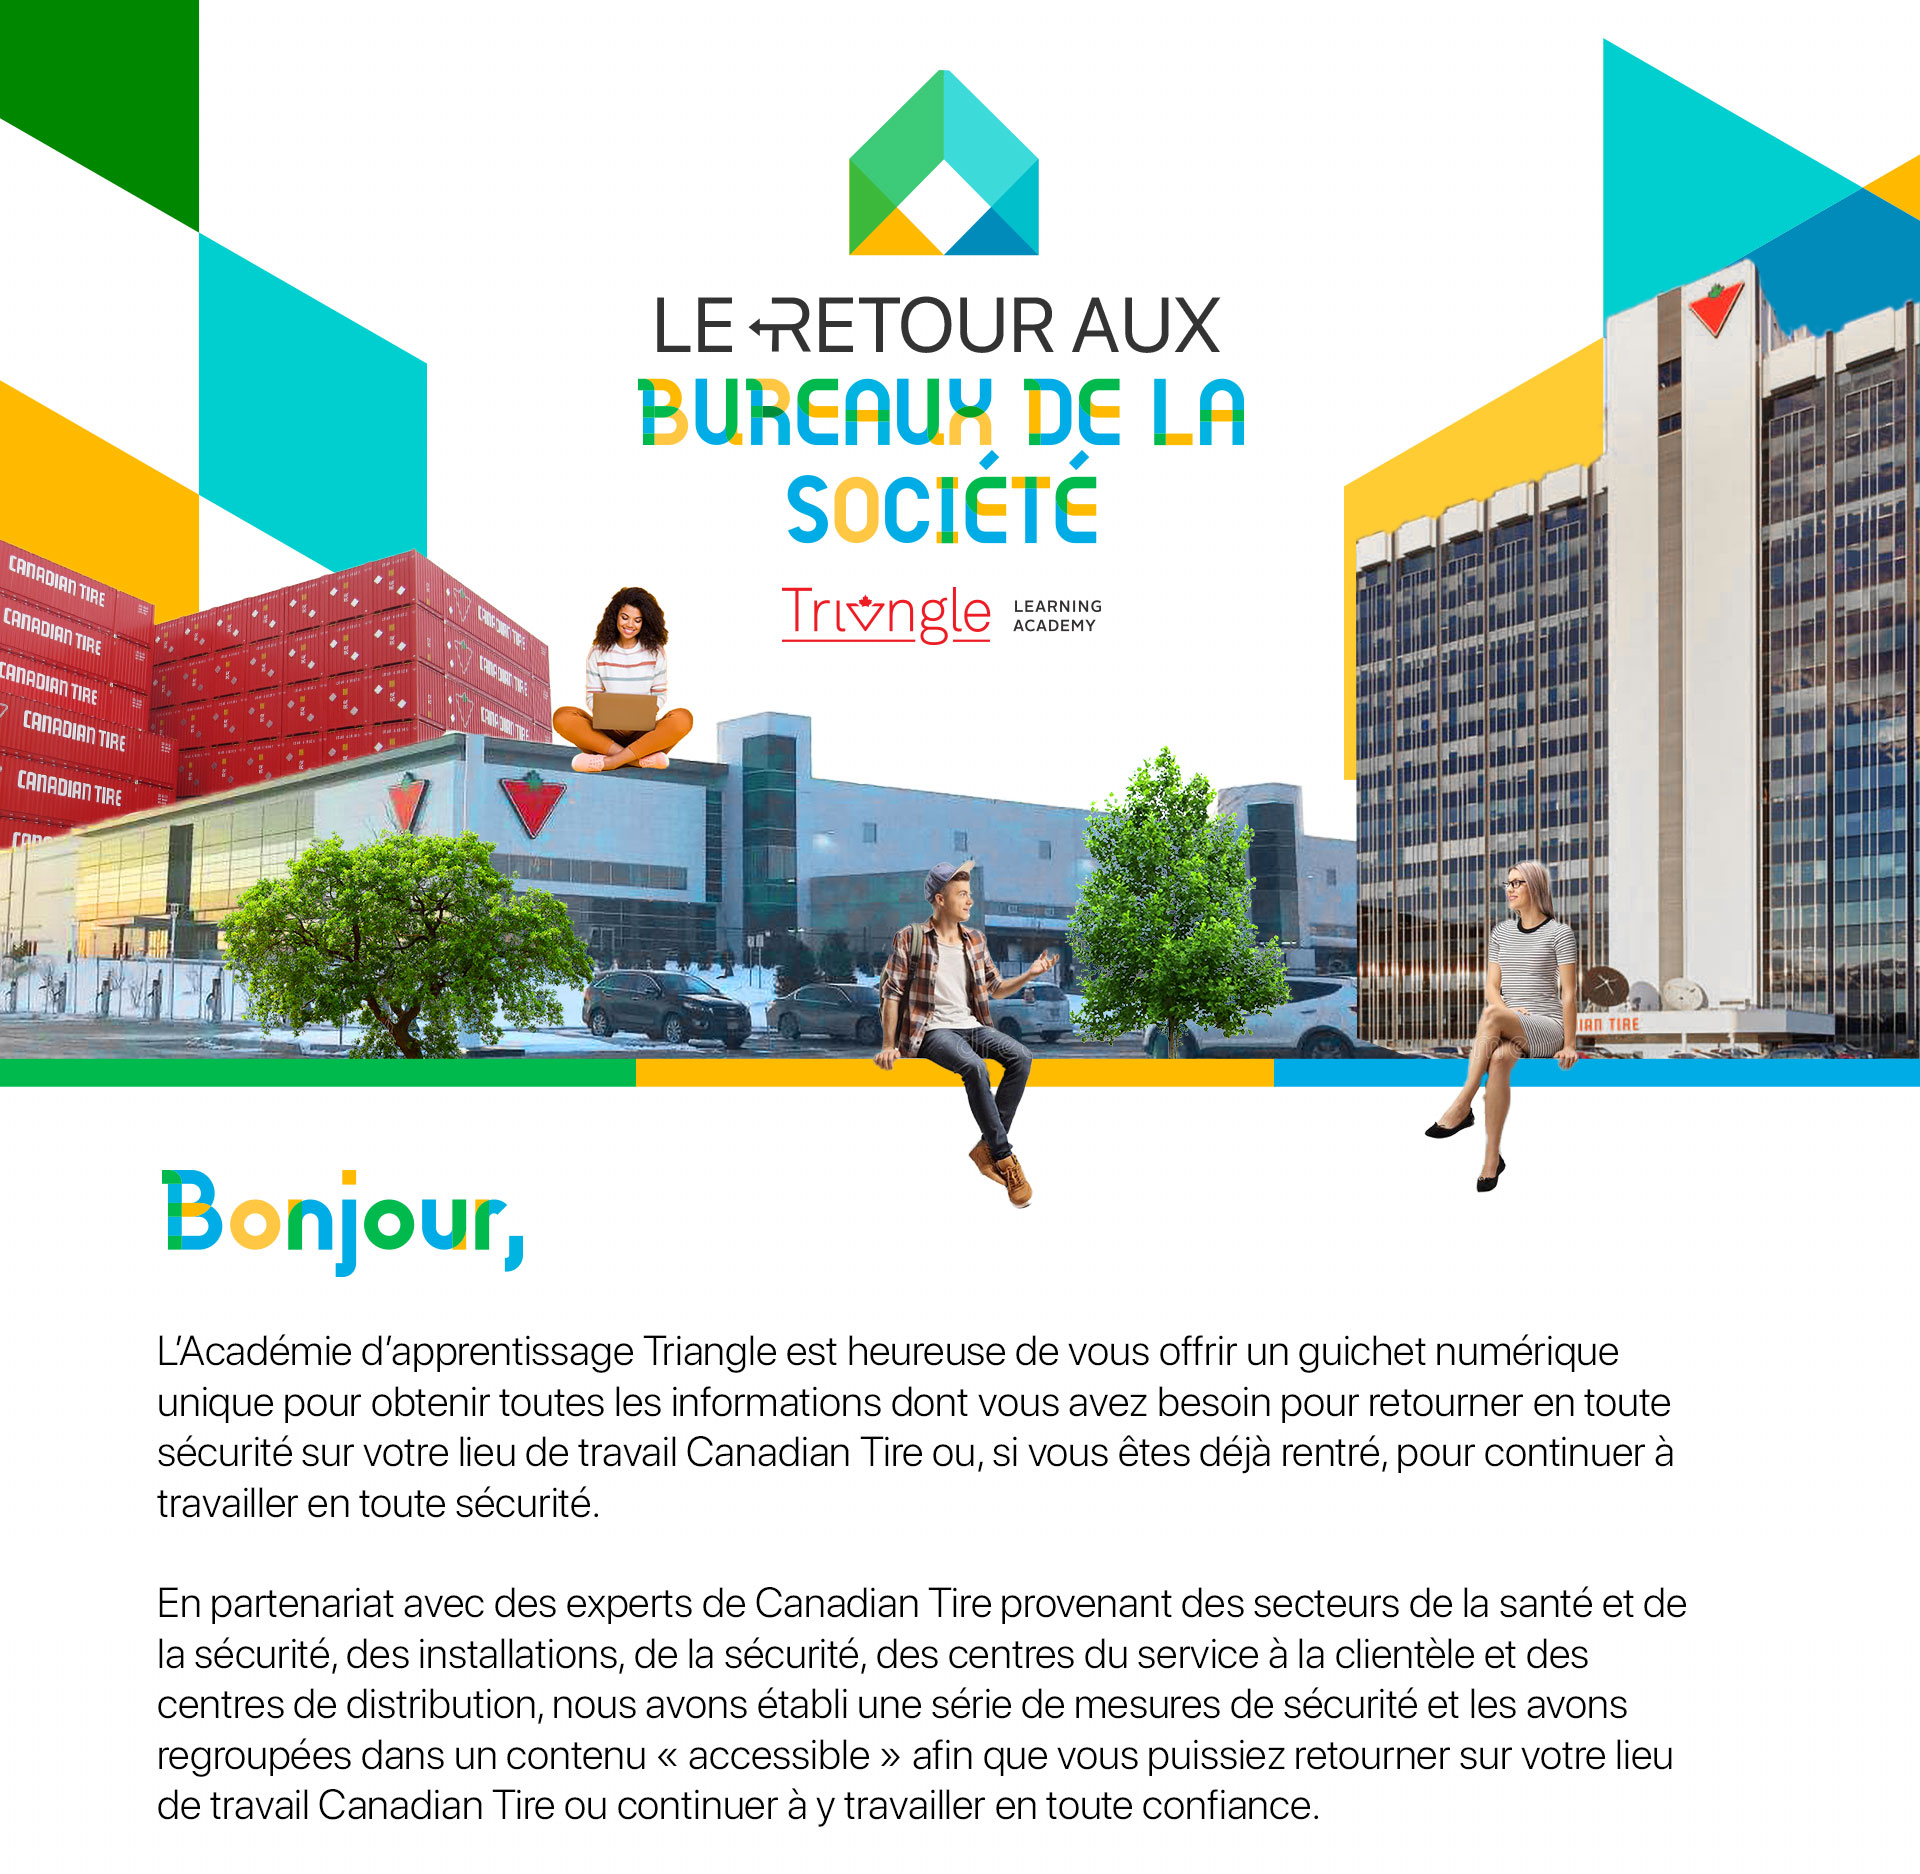 LE RETOUR AUX
BUREAUX DE LA
SOCIÉTÉ
Triangle LEARNING
ACADEMY
CANADIAN TIRE
CANADIAN TIRE
CANADIAN TIRE
CANADIAN TIRE
CANADIAN TIRE
CANADIAN TIRE
CANADIAN TIRE
IAN TIRE
Bonjour,
L’Académie d’apprentissage Triangle est heureuse de vous offrir un guichet numérique
unique pour obtenir toutes les informations dont vous avez besoin pour retourner en toute
sécurité sur votre lieu de travail Canadian Tire ou, si vous êtes déjà rentré, pour continuer à
travailler en toute sécurité.
En partenariat avec des experts de Canadian Tire provenant des secteurs de la santé et de
la sécurité, des installations, de la sécurité, des centres du service à la clientèle et des
centres de distribution, nous avons établi une série de mesures de sécurité et les avons
regroupées dans un contenu « accessible » afin que vous puissiez retourner sur votre lieu
de travail Canadian Tire ou continuer à y travailler en toute confiance.